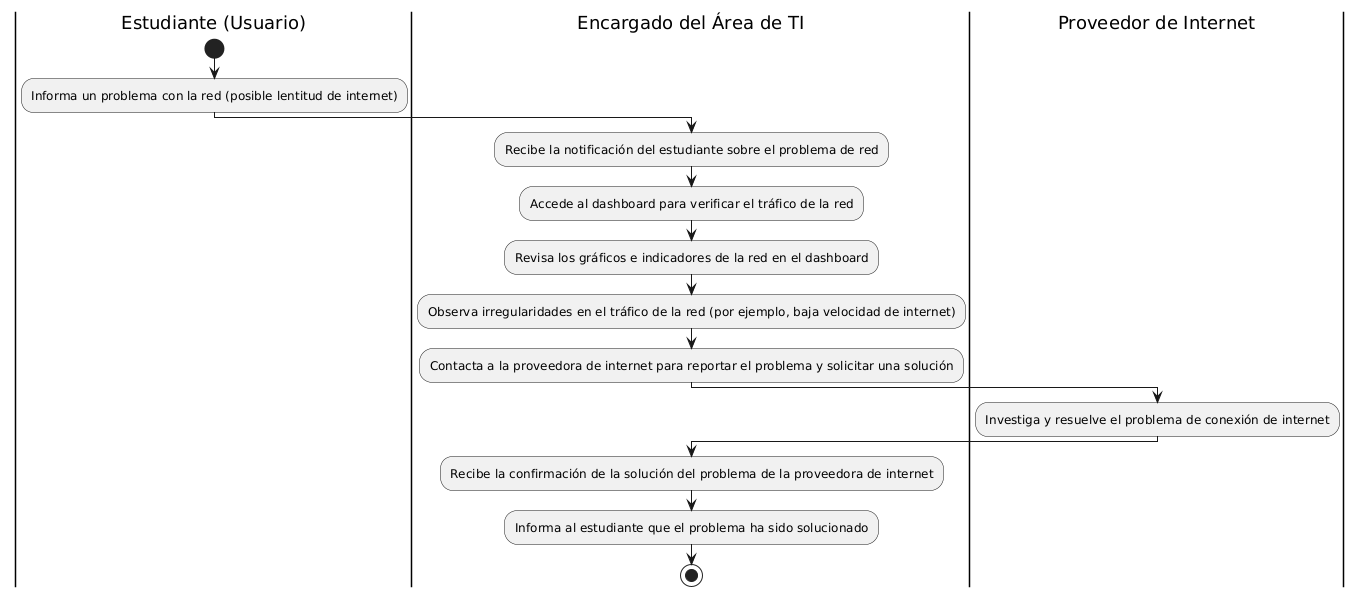 Estudiante (Usuario)
Encargado del Área de TI
Proveedor de Internet
Informa un problema con la red (posible lentitud de internet)
Recibe la notificación del estudiante sobre el problema de red
Accede al dashboard para verificar el tráfico de la red
Revisa los gráficos e indicadores de la red en el dashboard
Observa irregularidades en el tráfico de la red (por ejemplo, baja velocidad de internet)
Contacta a la proveedora de internet para reportar el problema y solicitar una solución
Investiga y resuelve el problema de conexión de internet
Recibe la confirmación de la solución del problema de la proveedora de internet
Informa al estudiante que el problema ha sido solucionado